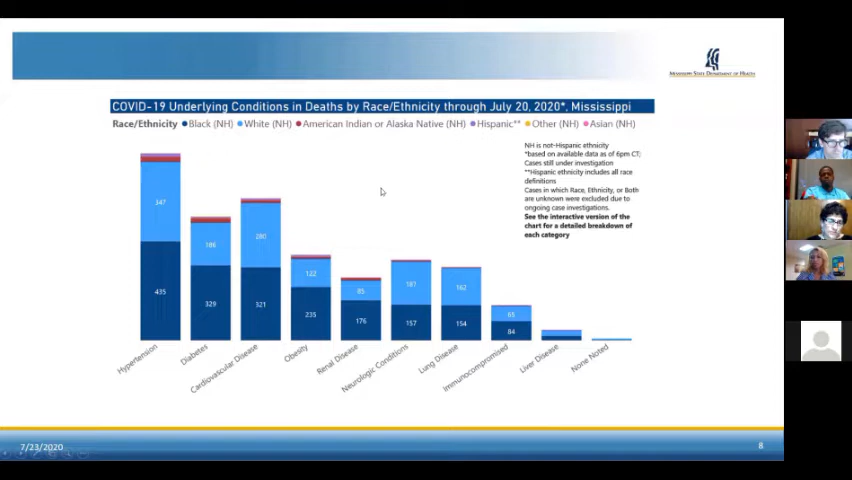 MISSISSIPPI STATE DEPARTMENT OF HEALTH
COVID-19 Underlying Conditions in Deaths by Race/Ethnicity through July 20, 2020*, Mississippi
Race/Ethnicity Black (NH) White (NH) American Indian or Alaska Native (NH) Hispanic** Other (NH) Asian (NH)
NH is not-Hispanic ethnicity
*based on available data as of 6pm CT;
Cases still under investigation
**Hispanic ethnicity includes all race
definitions
Cases in which Race, Ethnicity, or Both
are unknown were excluded due to
ongoing case investigations.
See the interactive version of the
chart for a detailed breakdown of
each category
347
186
280
122
85
181
162
65
435
329
321
235
176
157
154
84
Hypertension
Diabetes
Cardiovascular Disease
Obesity
Renal Disease
Neurologic Conditions
Lung Disease
Immunocompromised
Liver Disease
None Noted
7/23/2020
8